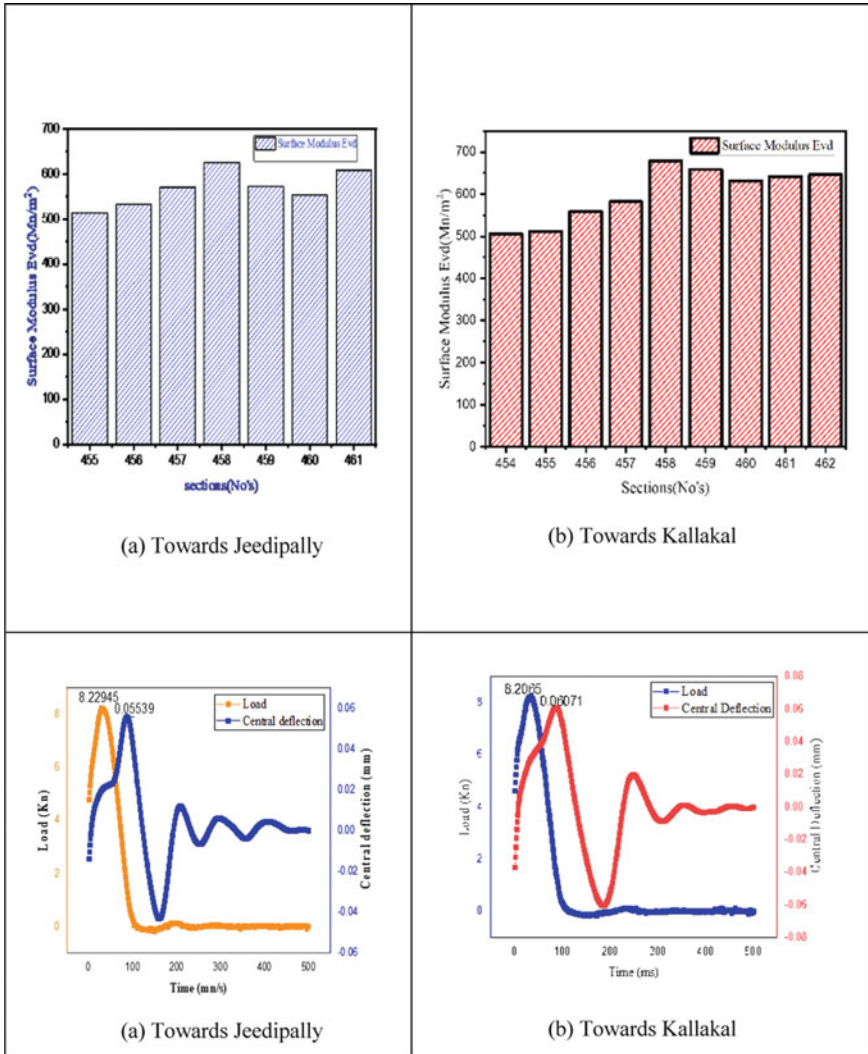 700
600
500
400
300
200
100
0
Surface Modulus Evd(Mn/m²)
Surface Modulus Evd
455 456 457 458 459 460 461
sections(No's)
(a) Towards Jeedipally
700
600
500
400
300
200
100
0
Surface Modulus Evd(Mn/m²)
Surface Modulus Evd
454 455 456 457 458 459 460 461 462
Sections(No's)
(b) Towards Kallakal
8.22945
0.05539
Load
Central deflection
8
6
4
2
0
Load (Kn)
0.06
0.04
0.02
0.00
-0.02
-0.04
-0.06
Central deflection (mm)
0 100 200 300 400 500
Time (mn/s)
(a) Towards Jeedipally
8.2065
0.06071
Load
Central Deflection
8
6
4
2
0
Load (Kn)
0.08
0.06
0.04
0.02
0.00
-0.02
-0.04
-0.06
-0.08
Central Deflection (mm)
0 100 200 300 400 500
Time (ms)
(b) Towards Kallakal